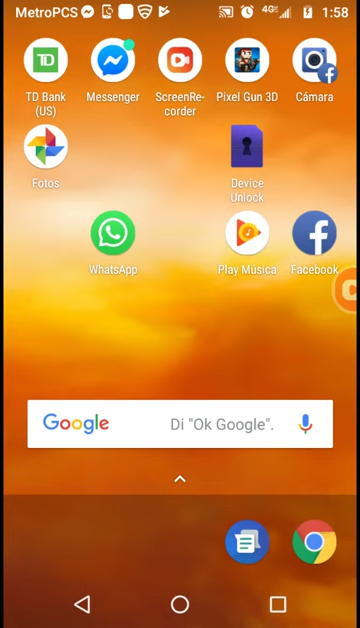 MetroPCS 4G 1:58
TD Bank Messenger ScreenRe- Pixel Gun 3D Cámara
(US) corder
Fotos Device
Unlock
WhatsApp Play Música Facebook
Google Di "Ok Google".